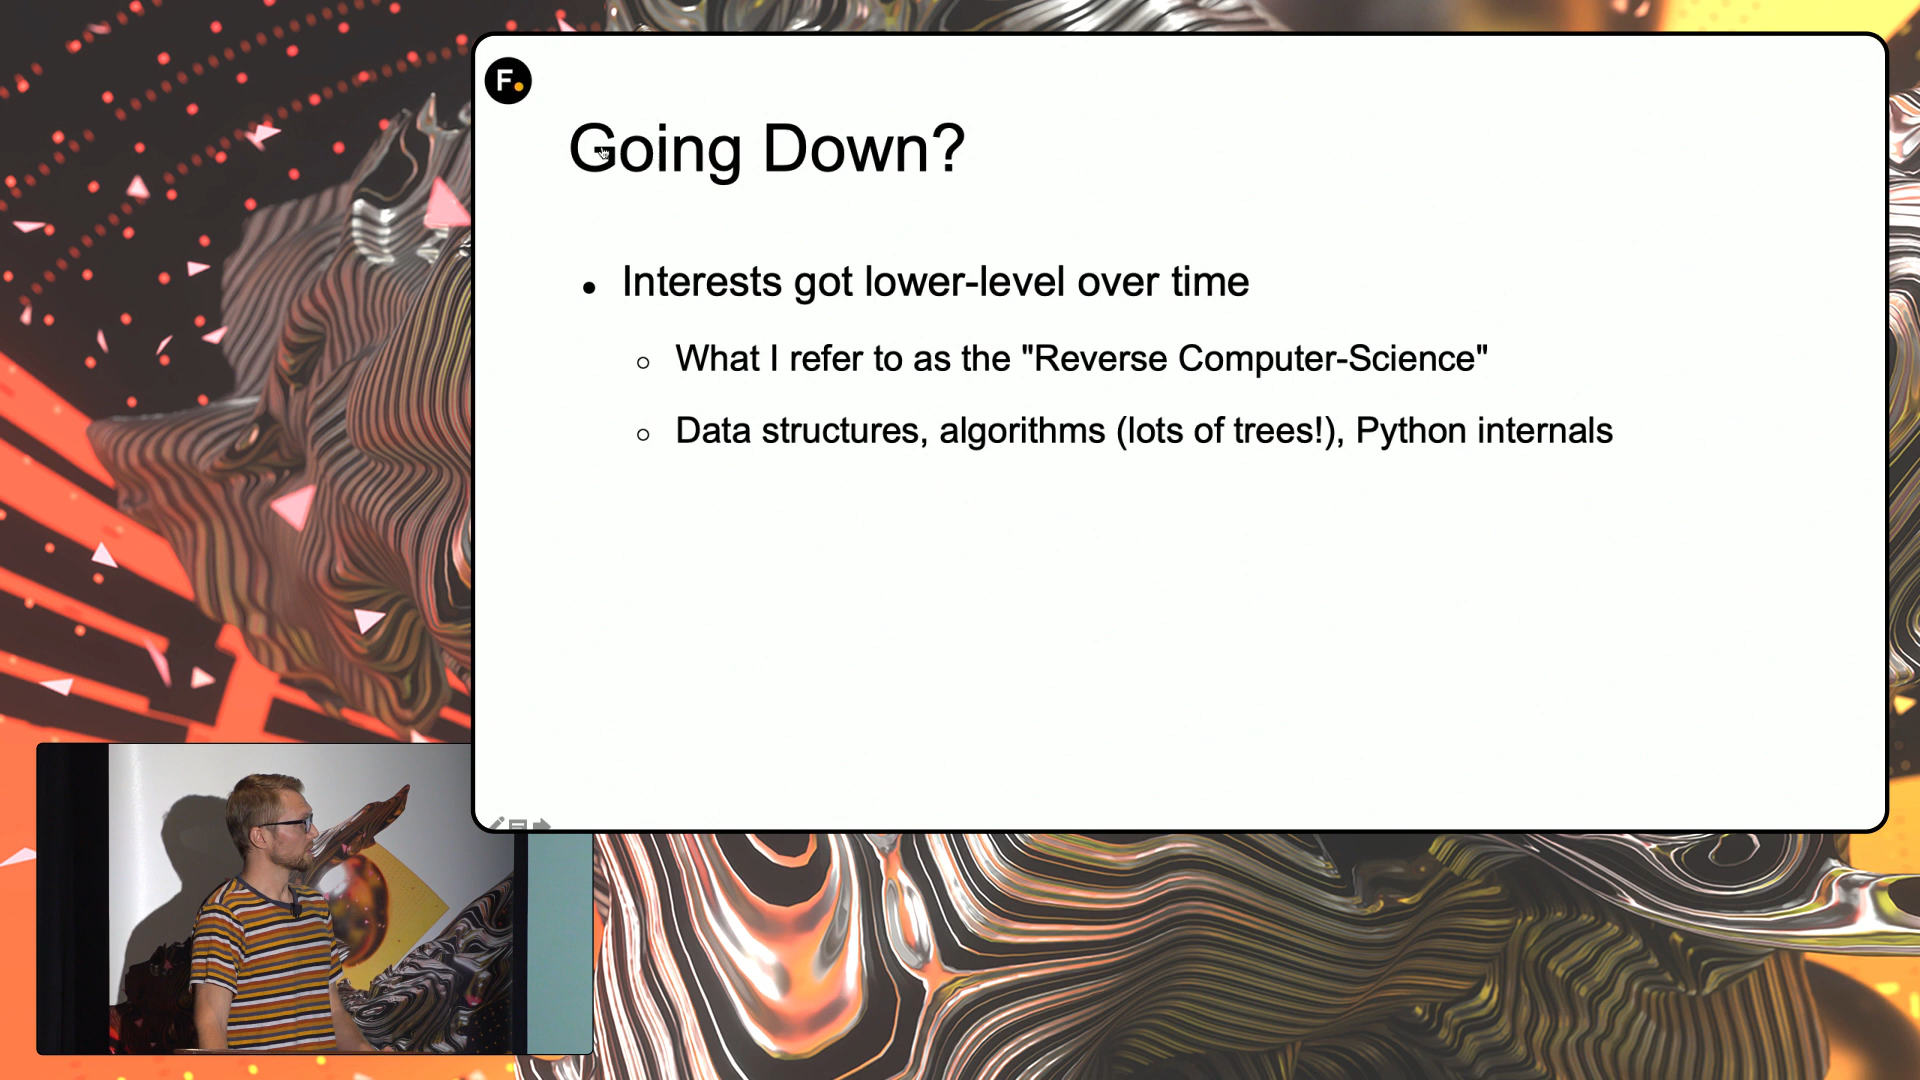 F.
Going Down?
• Interests got lower-level over time
○ What I refer to as the "Reverse Computer-Science"
○ Data structures, algorithms (lots of trees!), Python internals